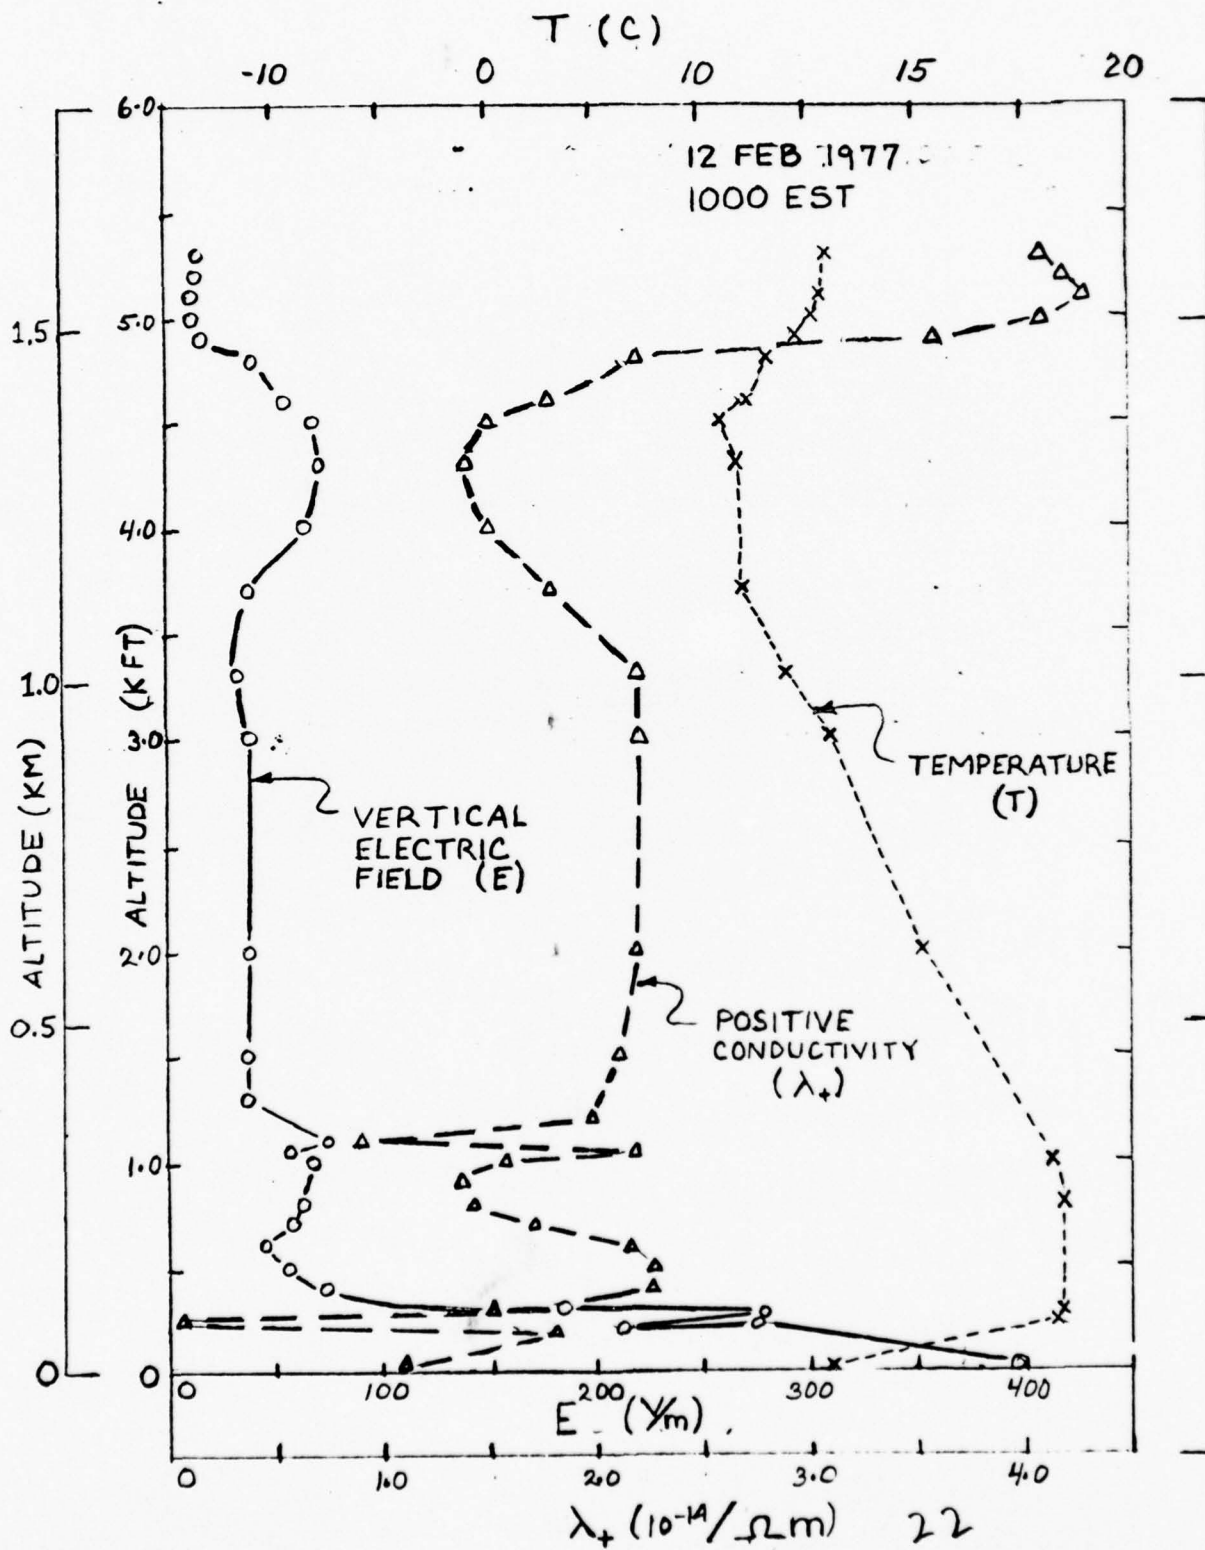 T (C)
-10 0 10 15 20
12 FEB 1977
1000 EST
6.0
5.0
4.0
3.0
2.0
1.0
0
ALTITUDE (KFT)
1.5
1.0
0.5
0
ALTITUDE (KM)
TEMPERATURE
(T)
VERTICAL
ELECTRIC
FIELD (E)
POSITIVE
CONDUCTIVITY
(λ+)
0 100 200 300 400
E (V/m)
0 1.0 2.0 3.0 4.0
λ+ (10⁻¹⁴/Ωm) 22